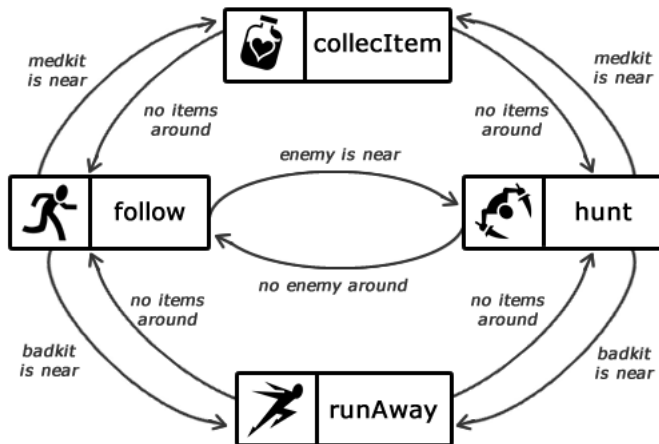 collecItem
medkit
is near
medkit
is near
no items
around
no items
around
enemy is near
follow
hunt
no enemy around
no items
around
no items
around
badkit
is near
badkit
is near
runAway